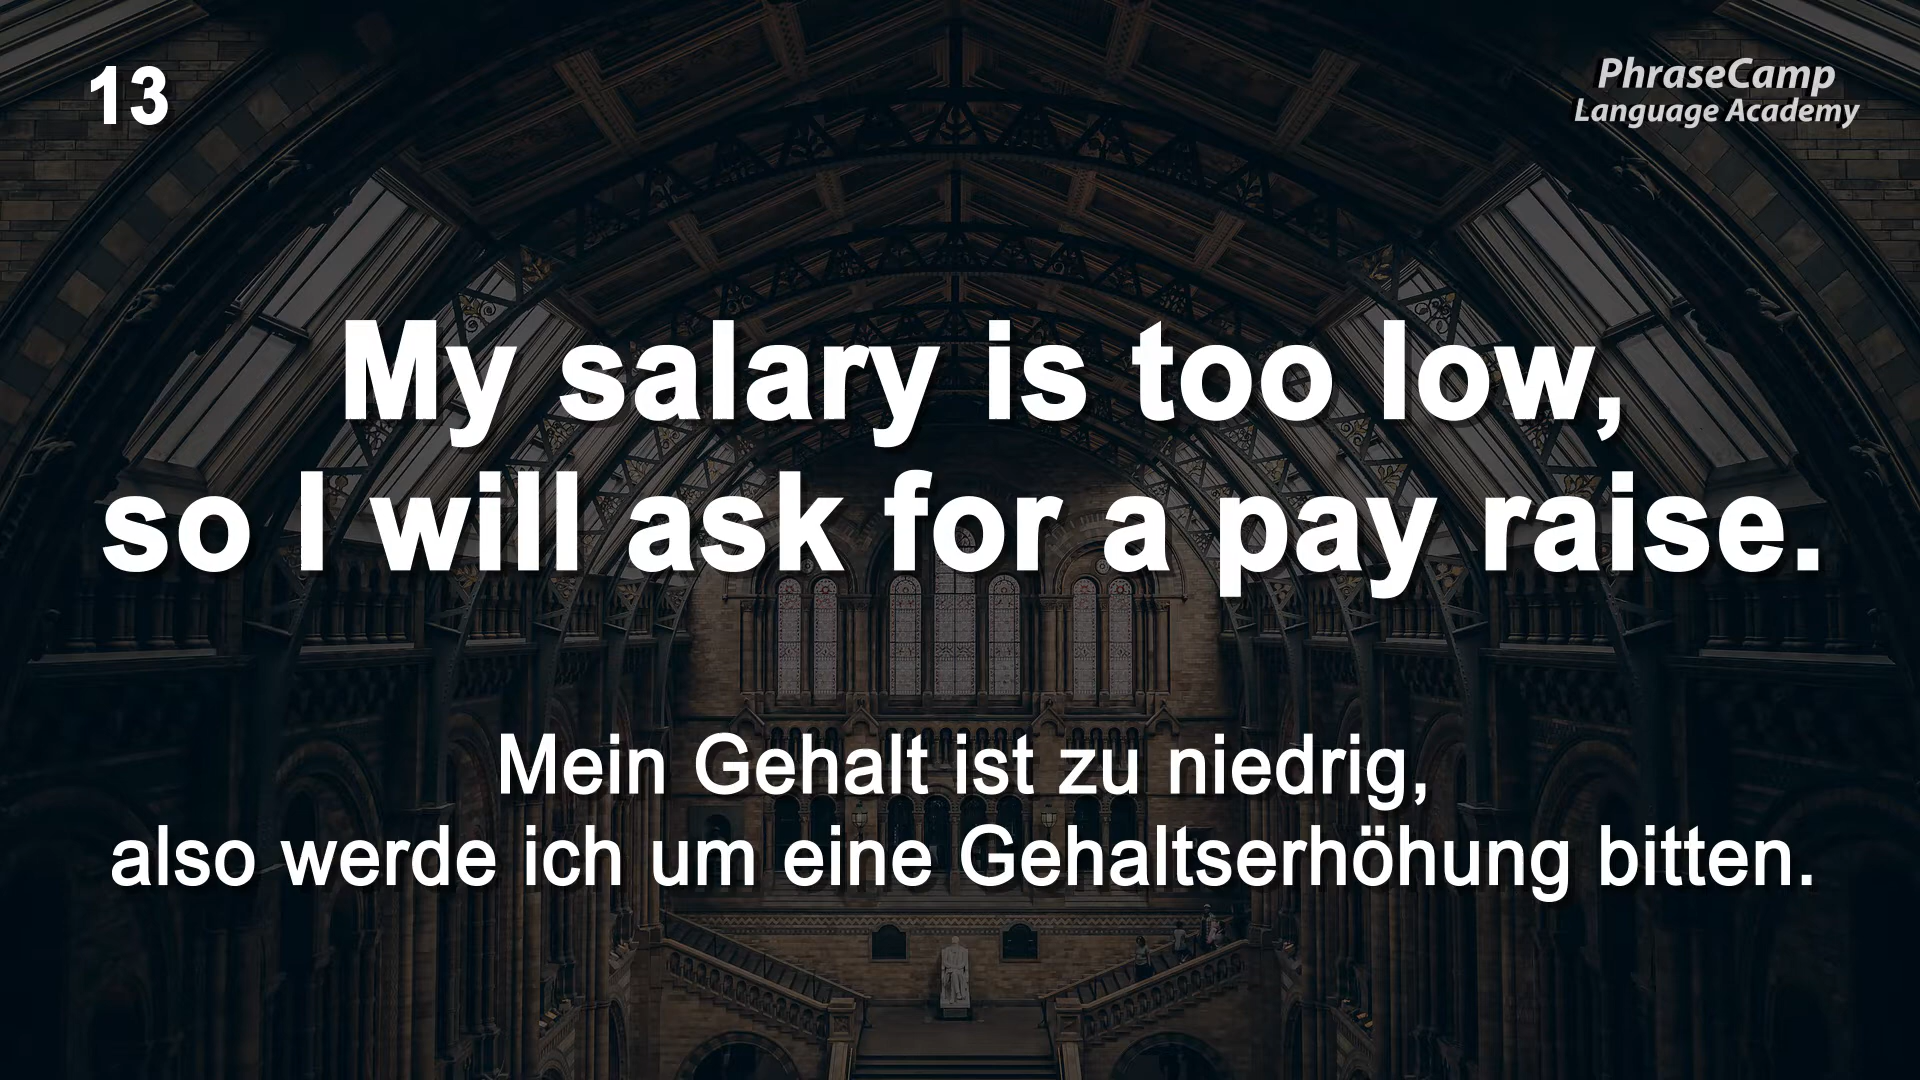 13
PhraseCamp
Language Academy
My salary is too low,
so I will ask for a pay raise.
Mein Gehalt ist zu niedrig,
also werde ich um eine Gehaltserhöhung bitten.